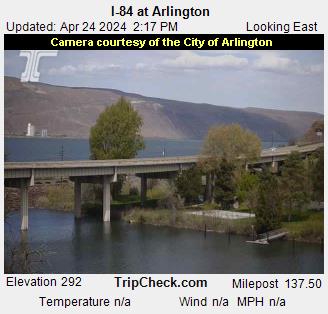 I-84 at Arlington
Updated: Apr 24 2024 2:17 PM Looking East
Camera courtesy of the City of Arlington
Elevation 292 TripCheck.com Milepost 137.50
Temperature n/a Wind n/a MPH n/a